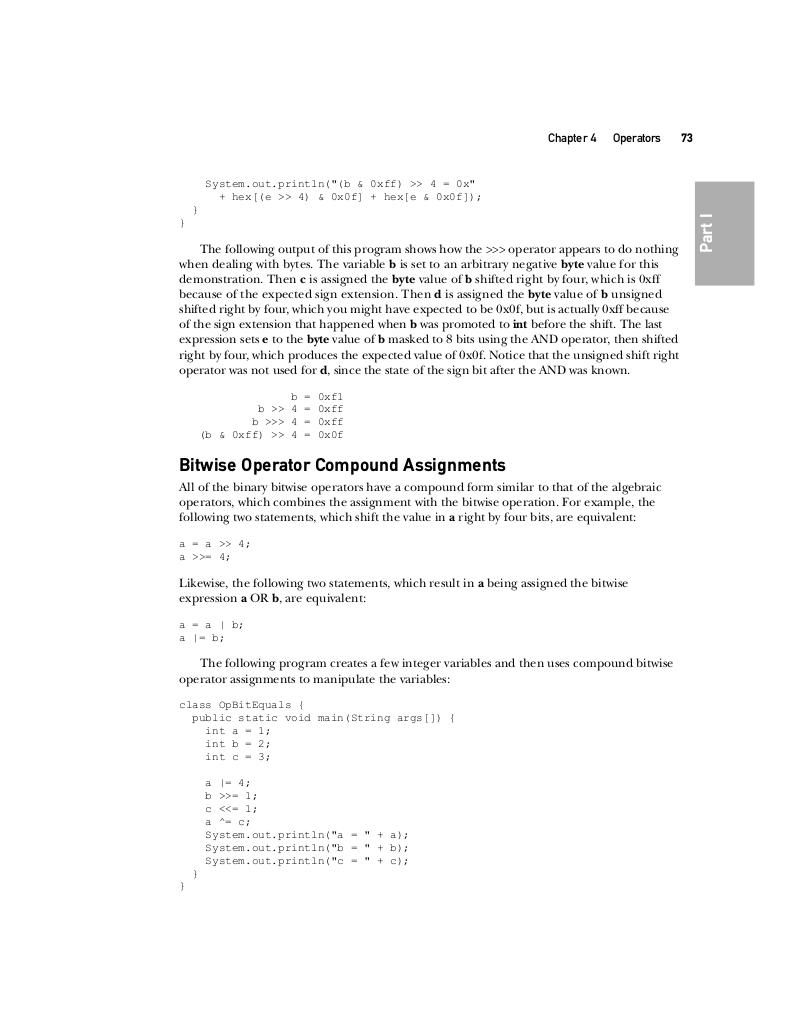 Chapter 4 Operators 73
Part I
System.out.println("(b & 0xff) >> 4 = 0x"
+ hex[(e >> 4) & 0x0f] + hex[e & 0x0f]);
}
}
The following output of this program shows how the >>> operator appears to do nothing
when dealing with bytes. The variable b is set to an arbitrary negative byte value for this
demonstration. Then c is assigned the byte value of b shifted right by four, which is 0xff
because of the expected sign extension. Then d is assigned the byte value of b unsigned
shifted right by four, which you might have expected to be 0x0f, but is actually 0xff because
of the sign extension that happened when b was promoted to int before the shift. The last
expression sets e to the byte value of b masked to 8 bits using the AND operator, then shifted
right by four, which produces the expected value of 0x0f. Notice that the unsigned shift right
operator was not used for d, since the state of the sign bit after the AND was known.
b = 0xf1
b >> 4 = 0xff
b >>> 4 = 0xff
(b & 0xff) >> 4 = 0x0f
Bitwise Operator Compound Assignments
All of the binary bitwise operators have a compound form similar to that of the algebraic
operators, which combines the assignment with the bitwise operation. For example, the
following two statements, which shift the value in a right by four bits, are equivalent:
a = a >> 4;
a >>= 4;
Likewise, the following two statements, which result in a being assigned the bitwise
expression a OR b, are equivalent:
a = a | b;
a |= b;
The following program creates a few integer variables and then uses compound bitwise
operator assignments to manipulate the variables:
class OpBitEquals {
public static void main(String args[]) {
int a = 1;
int b = 2;
int c = 3;
a |= 4;
b >>= 1;
c <<= 1;
a ^= c;
System.out.println("a = " + a);
System.out.println("b = " + b);
System.out.println("c = " + c);
}
}